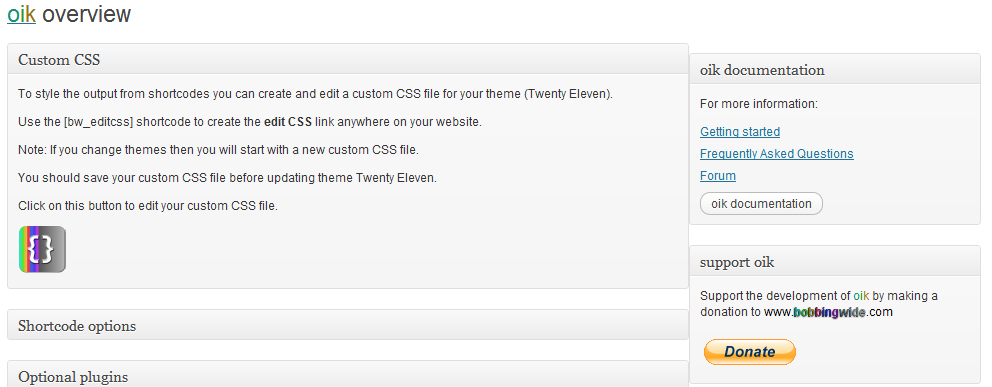 oik overview
Custom CSS
To style the output from shortcodes you can create and edit a custom CSS file for your theme (Twenty Eleven).
Use the [bw_editcss] shortcode to create the edit CSS link anywhere on your website.
Note: If you change themes then you will start with a new custom CSS file.
You should save your custom CSS file before updating theme Twenty Eleven.
Click on this button to edit your custom CSS file.
{}
Shortcode options
Optional plugins
oik documentation
For more information:
Getting started
Frequently Asked Questions
Forum
oik documentation
support oik
Support the development of oik by making a
donation to www.bobbingwide.com
Donate